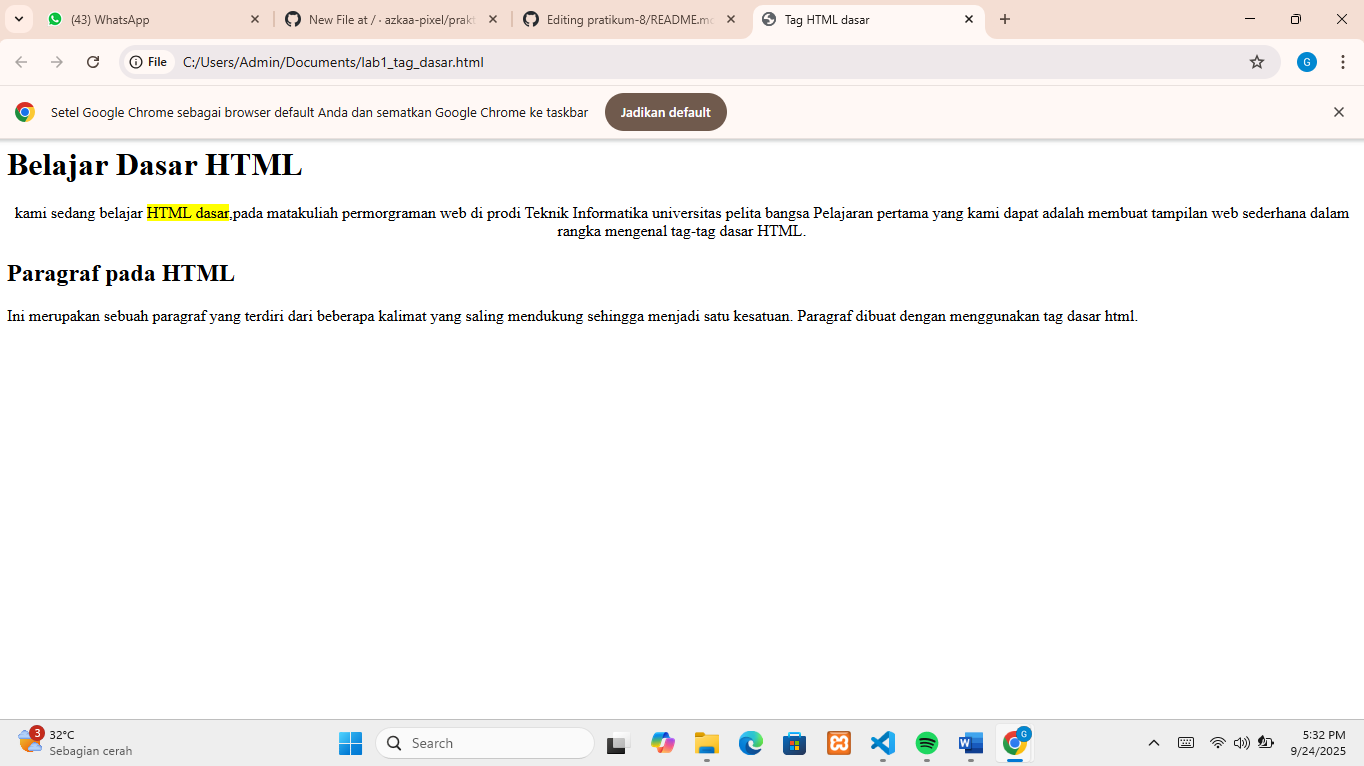 (43) WhatsApp
New File at / · azkaa-pixel/prakt
Editing pratikum-8/README.md
Tag HTML dasar
File
C:/Users/Admin/Documents/lab1_tag_dasar.html
G
Setel Google Chrome sebagai browser default Anda dan sematkan Google Chrome ke taskbar
Jadikan default
Belajar Dasar HTML
kami sedang belajar HTML dasar,pada matakuliah permorgraman web di prodi Teknik Informatika universitas pelita bangsa Pelajaran pertama yang kami dapat adalah membuat tampilan web sederhana dalam
rangka mengenal tag-tag dasar HTML.
Paragraf pada HTML
Ini merupakan sebuah paragraf yang terdiri dari beberapa kalimat yang saling mendukung sehingga menjadi satu kesatuan. Paragraf dibuat dengan menggunakan tag dasar html.
3
32°C
Sebagian cerah
Search
G
5:32 PM
9/24/2025